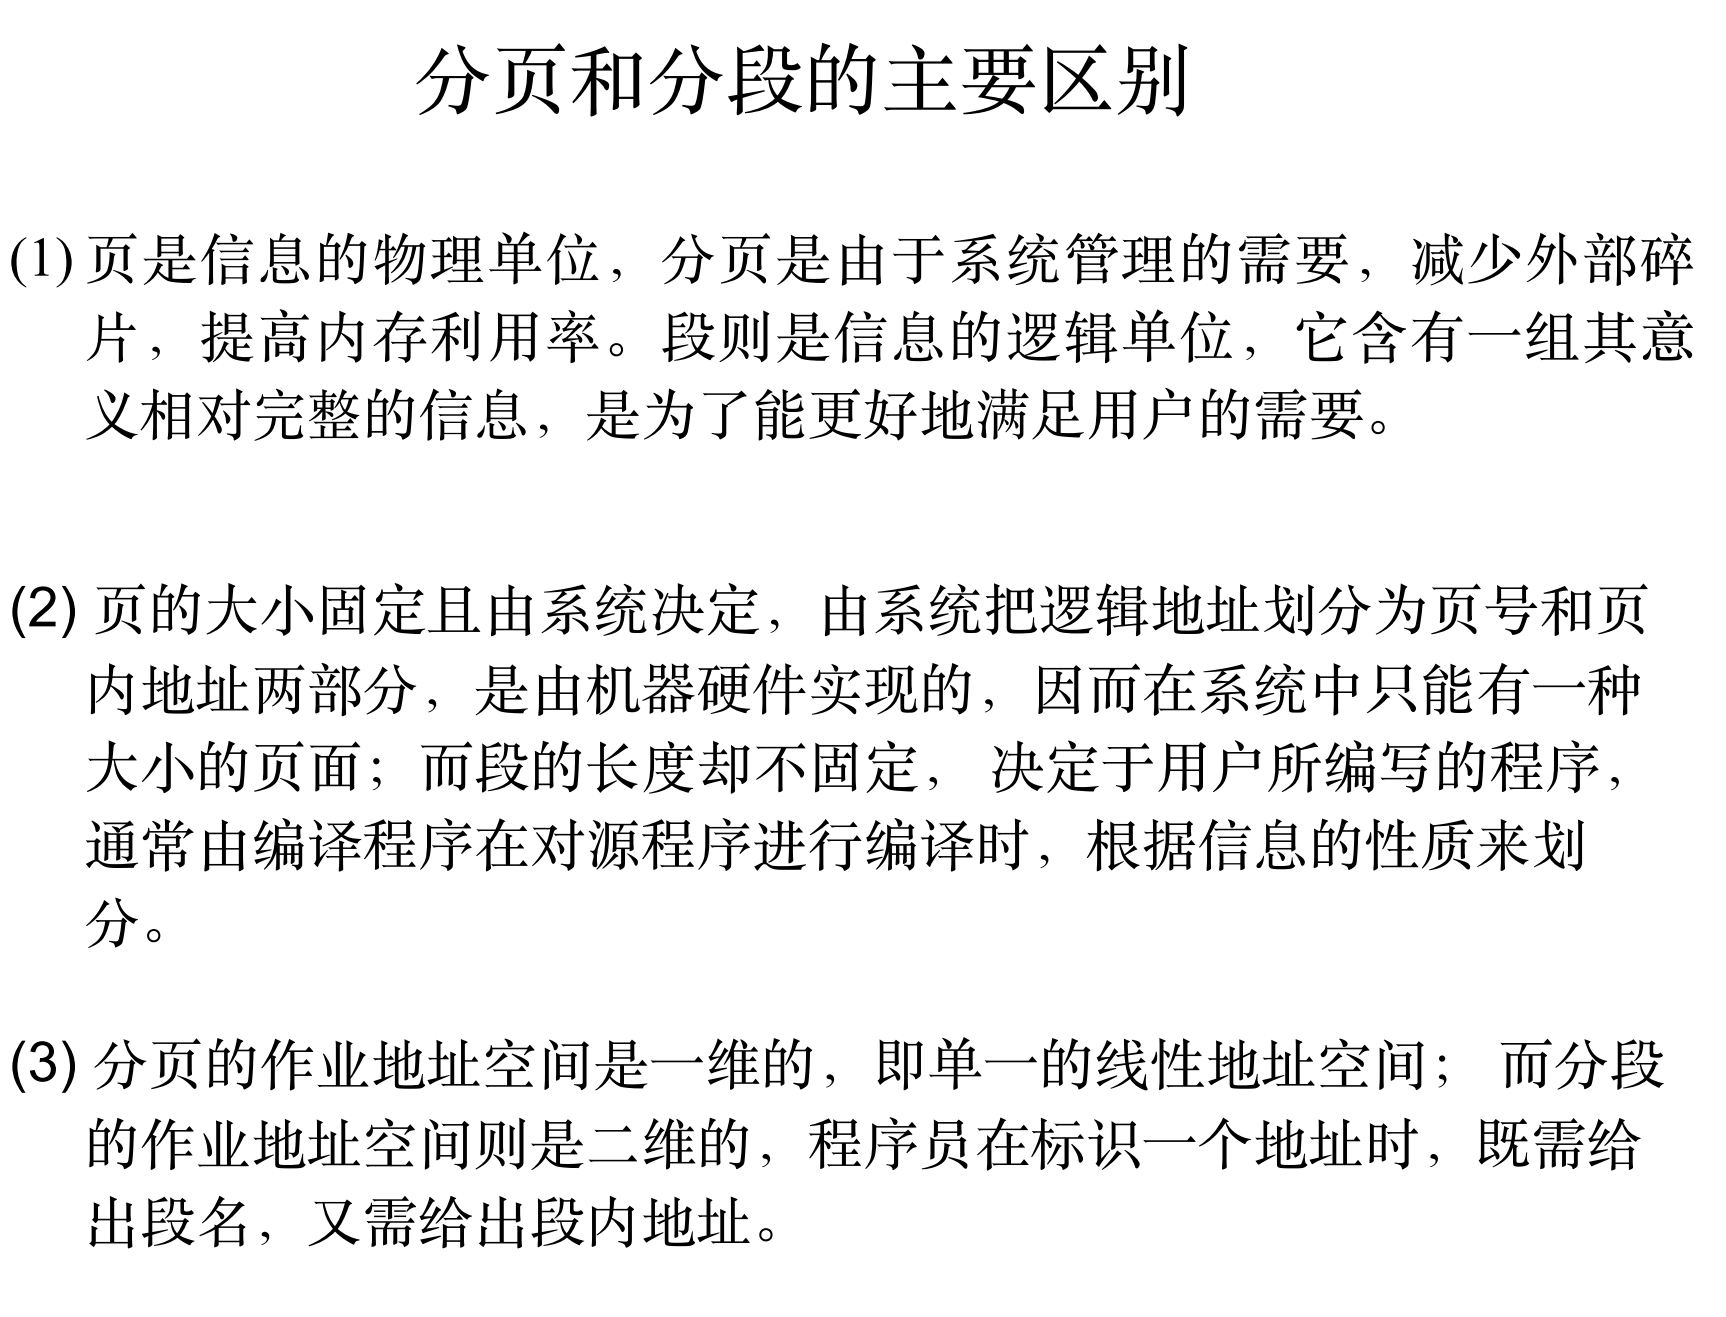 分页和分段的主要区别
(1) 页是信息的物理单位，分页是由于系统管理的需要，减少外部碎
片，提高内存利用率。段则是信息的逻辑单位，它含有一组其意
义相对完整的信息，是为了能更好地满足用户的需要。
(2) 页的大小固定且由系统决定，由系统把逻辑地址划分为页号和页
内地址两部分，是由机器硬件实现的，因而在系统中只能有一种
大小的页面；而段的长度却不固定， 决定于用户所编写的程序，
通常由编译程序在对源程序进行编译时，根据信息的性质来划
分。
(3) 分页的作业地址空间是一维的，即单一的线性地址空间； 而分段
的作业地址空间则是二维的，程序员在标识一个地址时，既需给
出段名，又需给出段内地址。